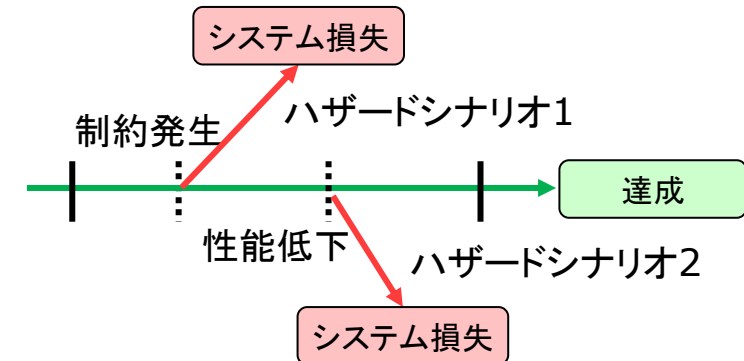 システム損失
ハザードシナリオ1
制約発生
達成
性能低下
ハザードシナリオ2
システム損失